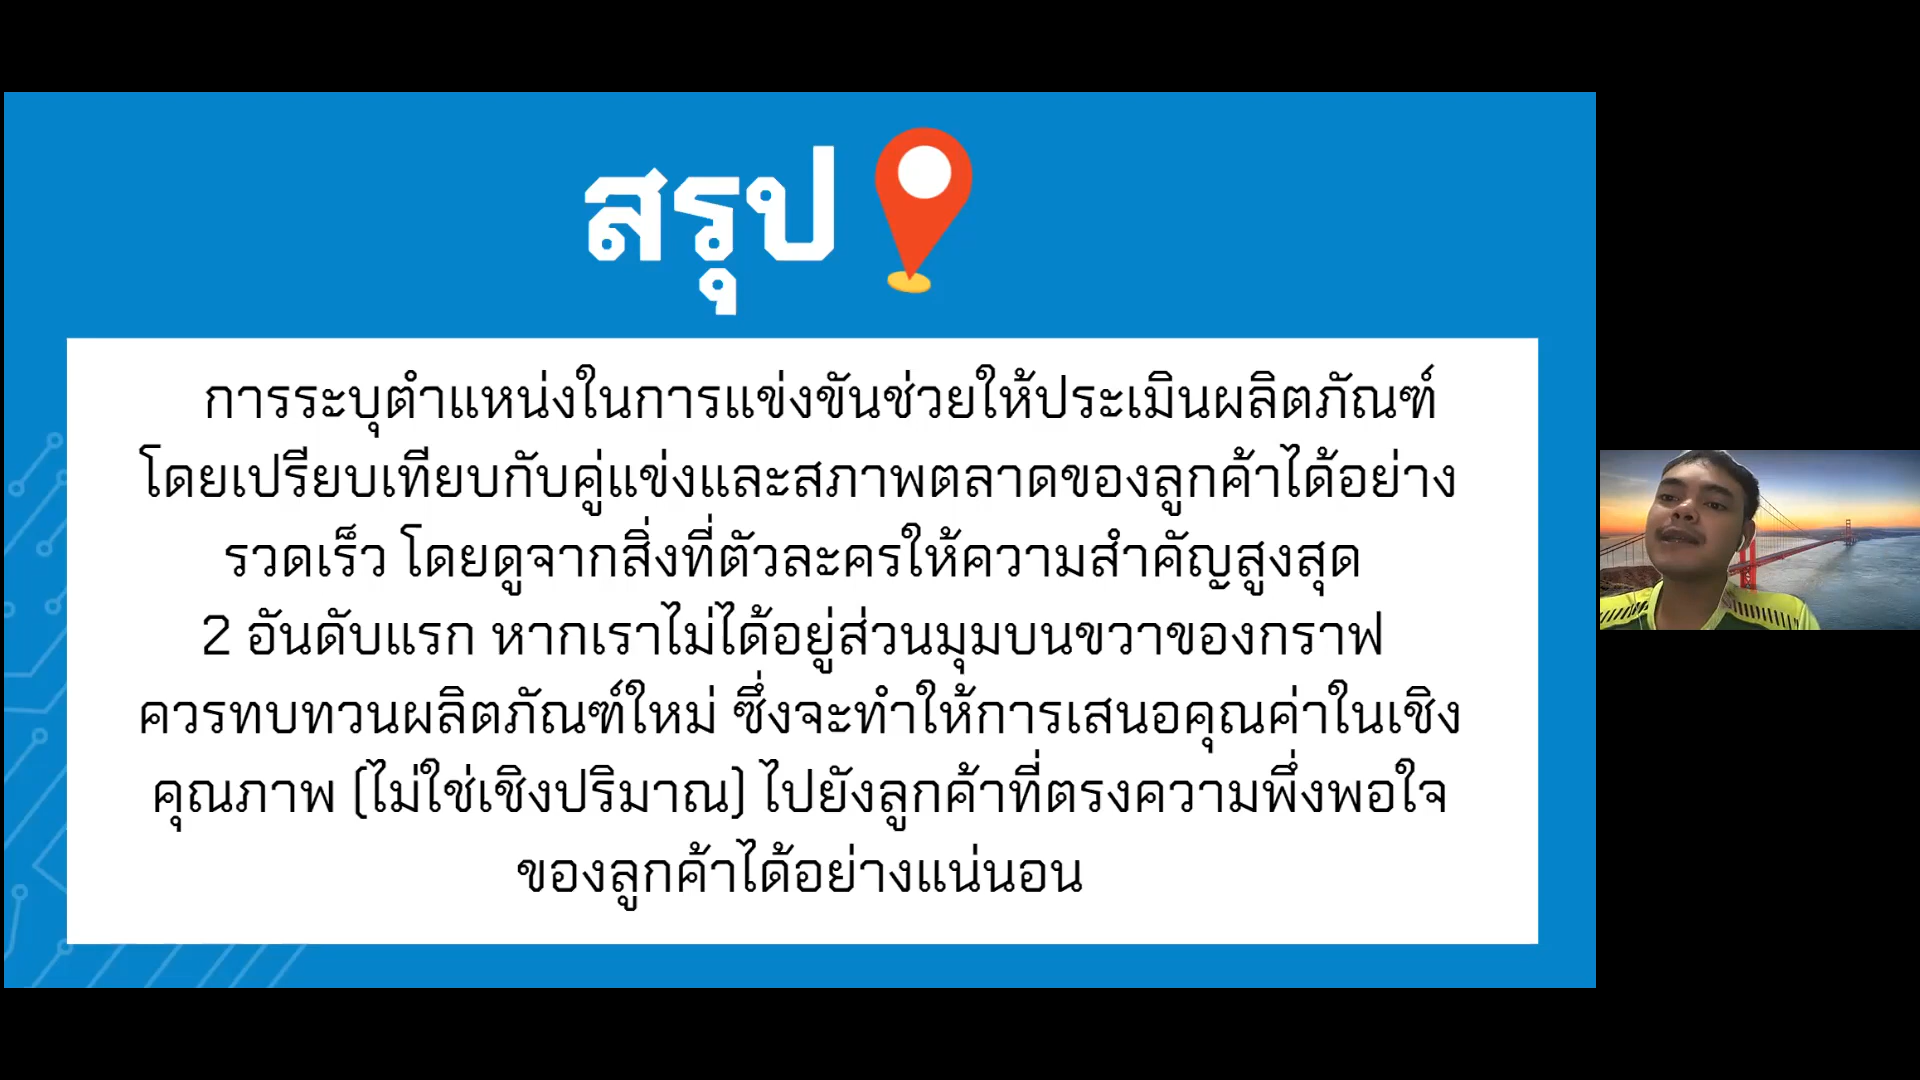 สรุป
การระบุตำแหน่งในการแข่งขันช่วยให้ประเมินผลิตภัณฑ์
โดยเปรียบเทียบกับคู่แข่งและสภาพตลาดของลูกค้าได้อย่าง
รวดเร็ว โดยดูจากสิ่งที่ตัวละครให้ความสำคัญสูงสุด
2 อันดับแรก หากเราไม่ได้อยู่ส่วนมุมบนขวาของกราฟ
ควรทบทวนผลิตภัณฑ์ใหม่ ซึ่งจะทำให้การเสนอคุณค่าในเชิง
คุณภาพ (ไม่ใช่เชิงปริมาณ) ไปยังลูกค้าที่ตรงความพึ่งพอใจ
ของลูกค้าได้อย่างแน่นอน